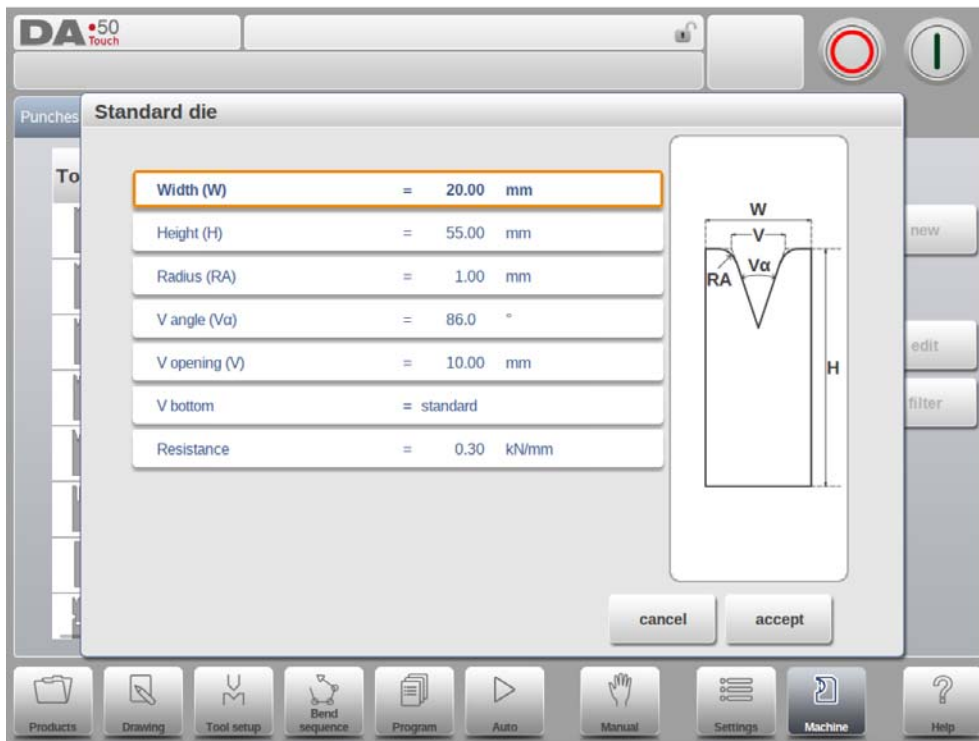 DA•50
Touch
Punches
Standard die
To
Width (W) = 20.00 mm
Height (H) = 55.00 mm
Radius (RA) = 1.00 mm
V angle (Vα) = 86.0 °
V opening (V) = 10.00 mm
V bottom = standard
Resistance = 0.30 kN/mm
W
V
Vα
RA
H
new
edit
filter
cancel
accept
Products
Drawing
Tool setup
Bend
sequence
Program
Auto
Manual
Settings
Machine
Help